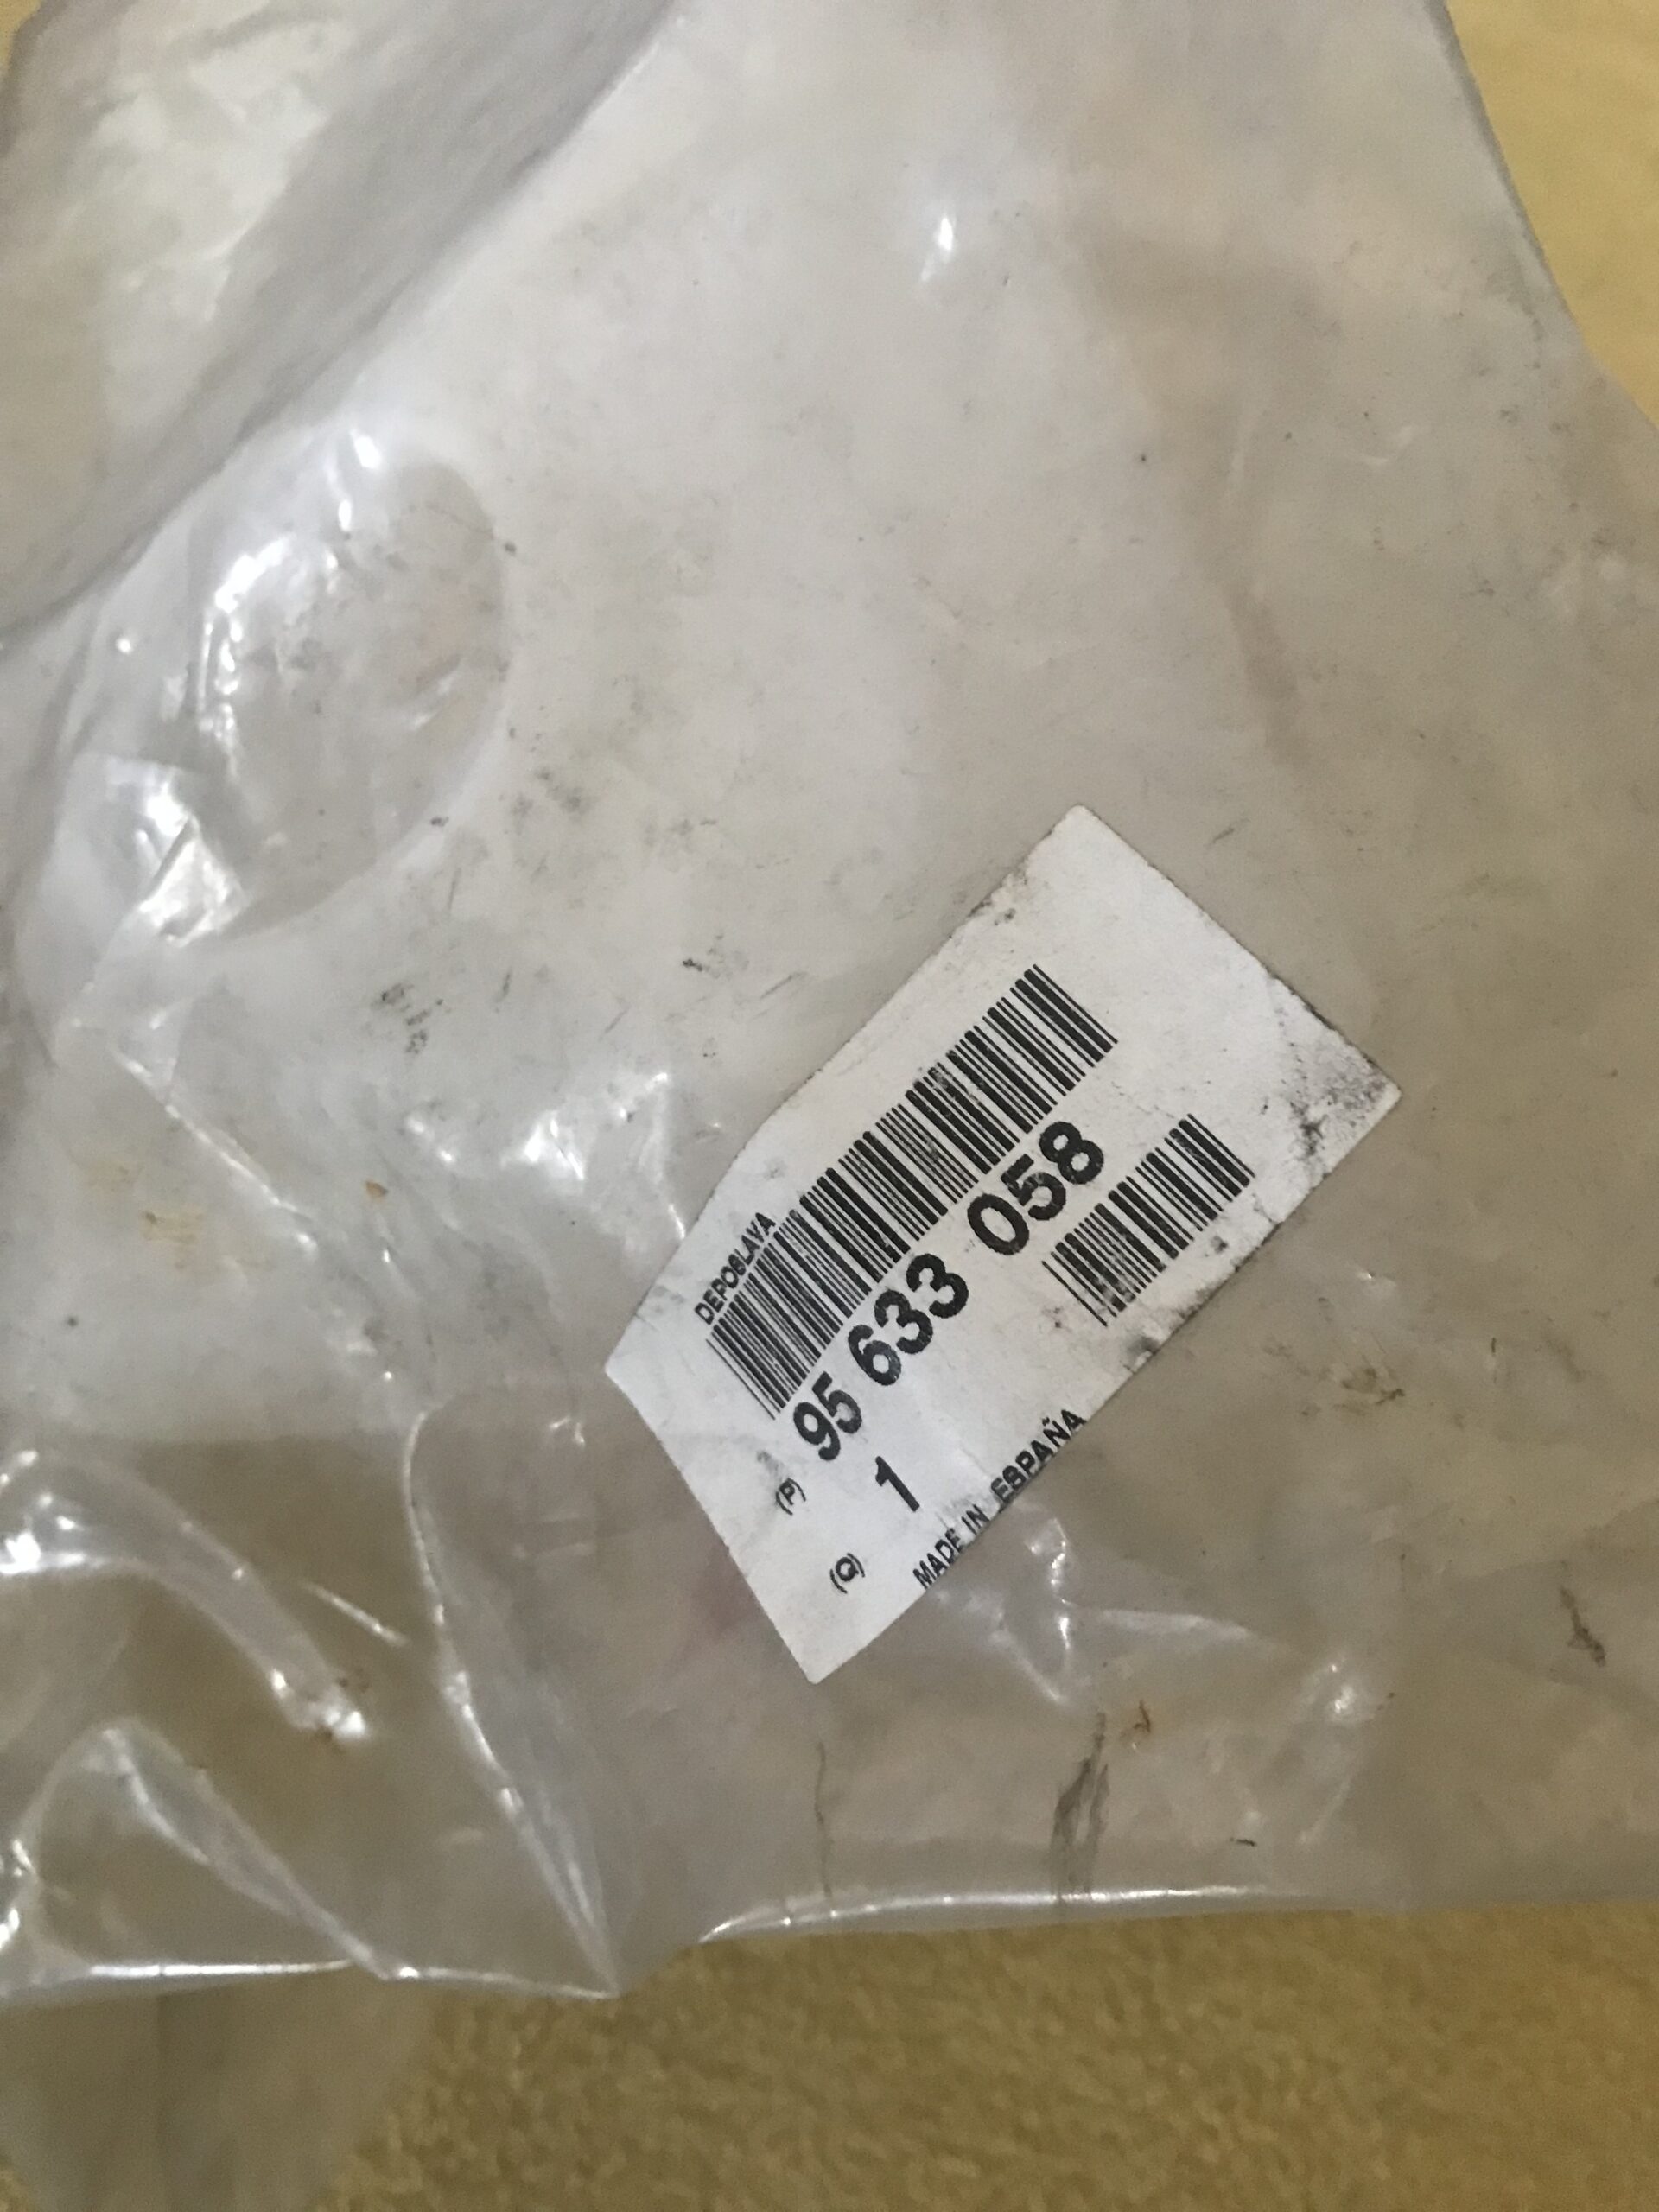 DEPOSLAVA
(P) 95 633 058
(Q) 1
MADE IN ESPAÑA